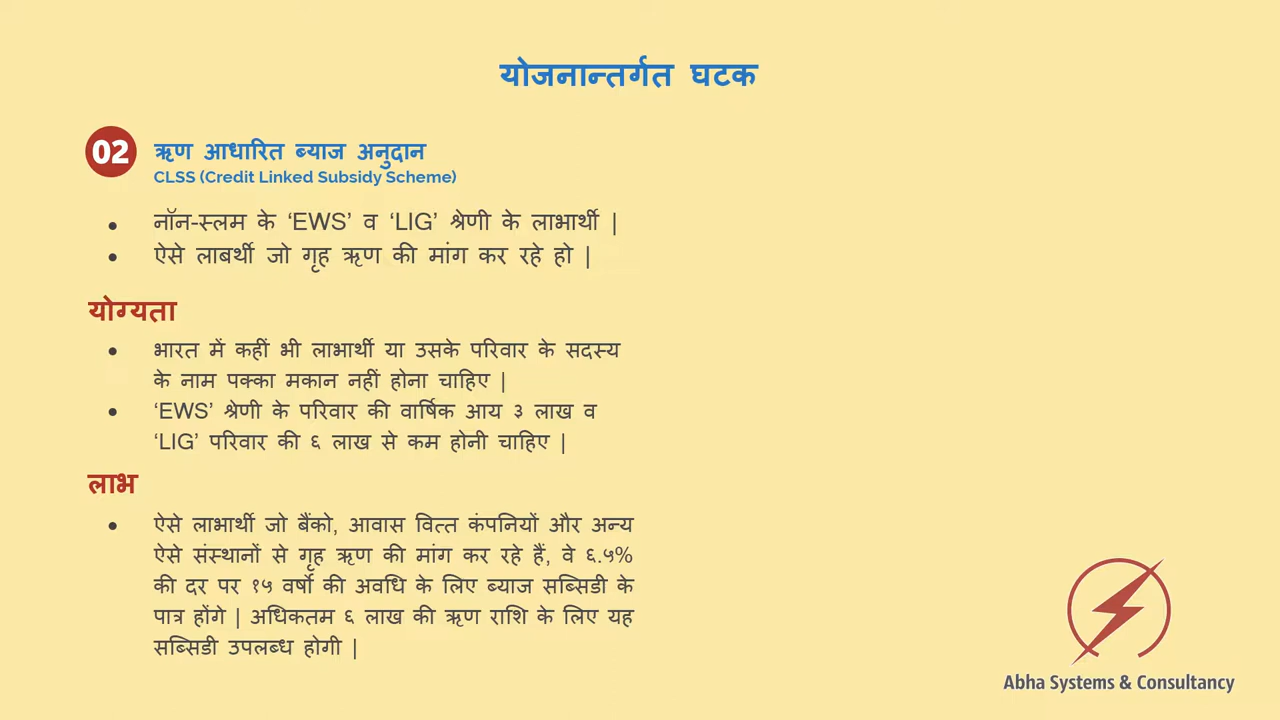 योजनान्तर्गत घटक
02
ऋण आधारित ब्याज अनुदान
CLSS (Credit Linked Subsidy Scheme)
• नॉन-स्लम के ‘EWS’ व ‘LIG’ श्रेणी के लाभार्थी |
• ऐसे लाबर्थी जो गृह ऋण की मांग कर रहे हो |
योग्यता
• भारत में कहीं भी लाभार्थी या उसके परिवार के सदस्य
के नाम पक्का मकान नहीं होना चाहिए |
• ‘EWS’ श्रेणी के परिवार की वार्षिक आय ३ लाख व
‘LIG’ परिवार की ६ लाख से कम होनी चाहिए |
लाभ
• ऐसे लाभार्थी जो बैंको, आवास वित्त कंपनियों और अन्य
ऐसे संस्थानों से गृह ऋण की मांग कर रहे हैं, वे ६.५%
की दर पर १५ वर्षो की अवधि के लिए ब्याज सब्सिडी के
पात्र होंगे | अधिकतम ६ लाख की ऋण राशि के लिए यह
सब्सिडी उपलब्ध होगी |
Abha Systems & Consultancy